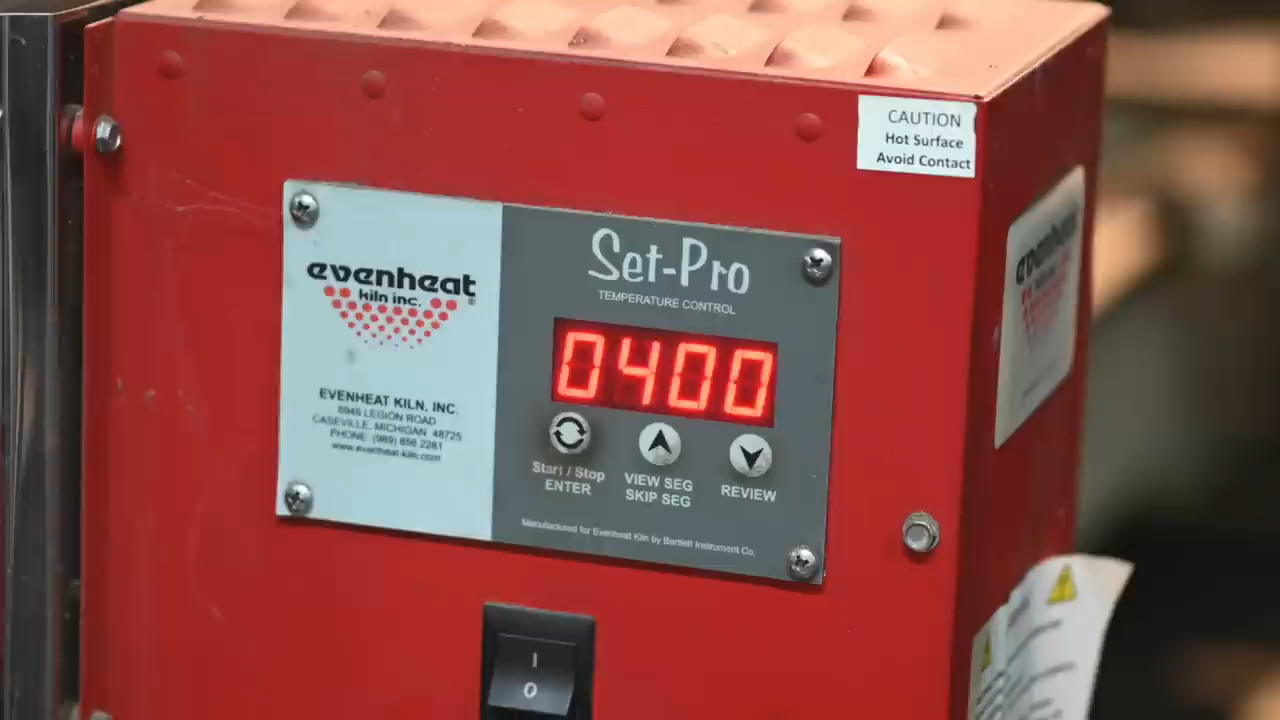 CAUTION
Hot Surface
Avoid Contact
evenheat
kiln inc.
EVENHEAT KILN, INC.
6949 LEGION ROAD
CASEVILLE, MICHIGAN 48725
PHONE: (989) 856 2281
www.evenheat-kiln.com
Set-Pro
TEMPERATURE CONTROL
0400
Start / Stop
ENTER
VIEW SEG
SKIP SEG
REVIEW
Manufactured for Evenheat Kiln by Bartlett Instrument Co.
I
O
evenheat